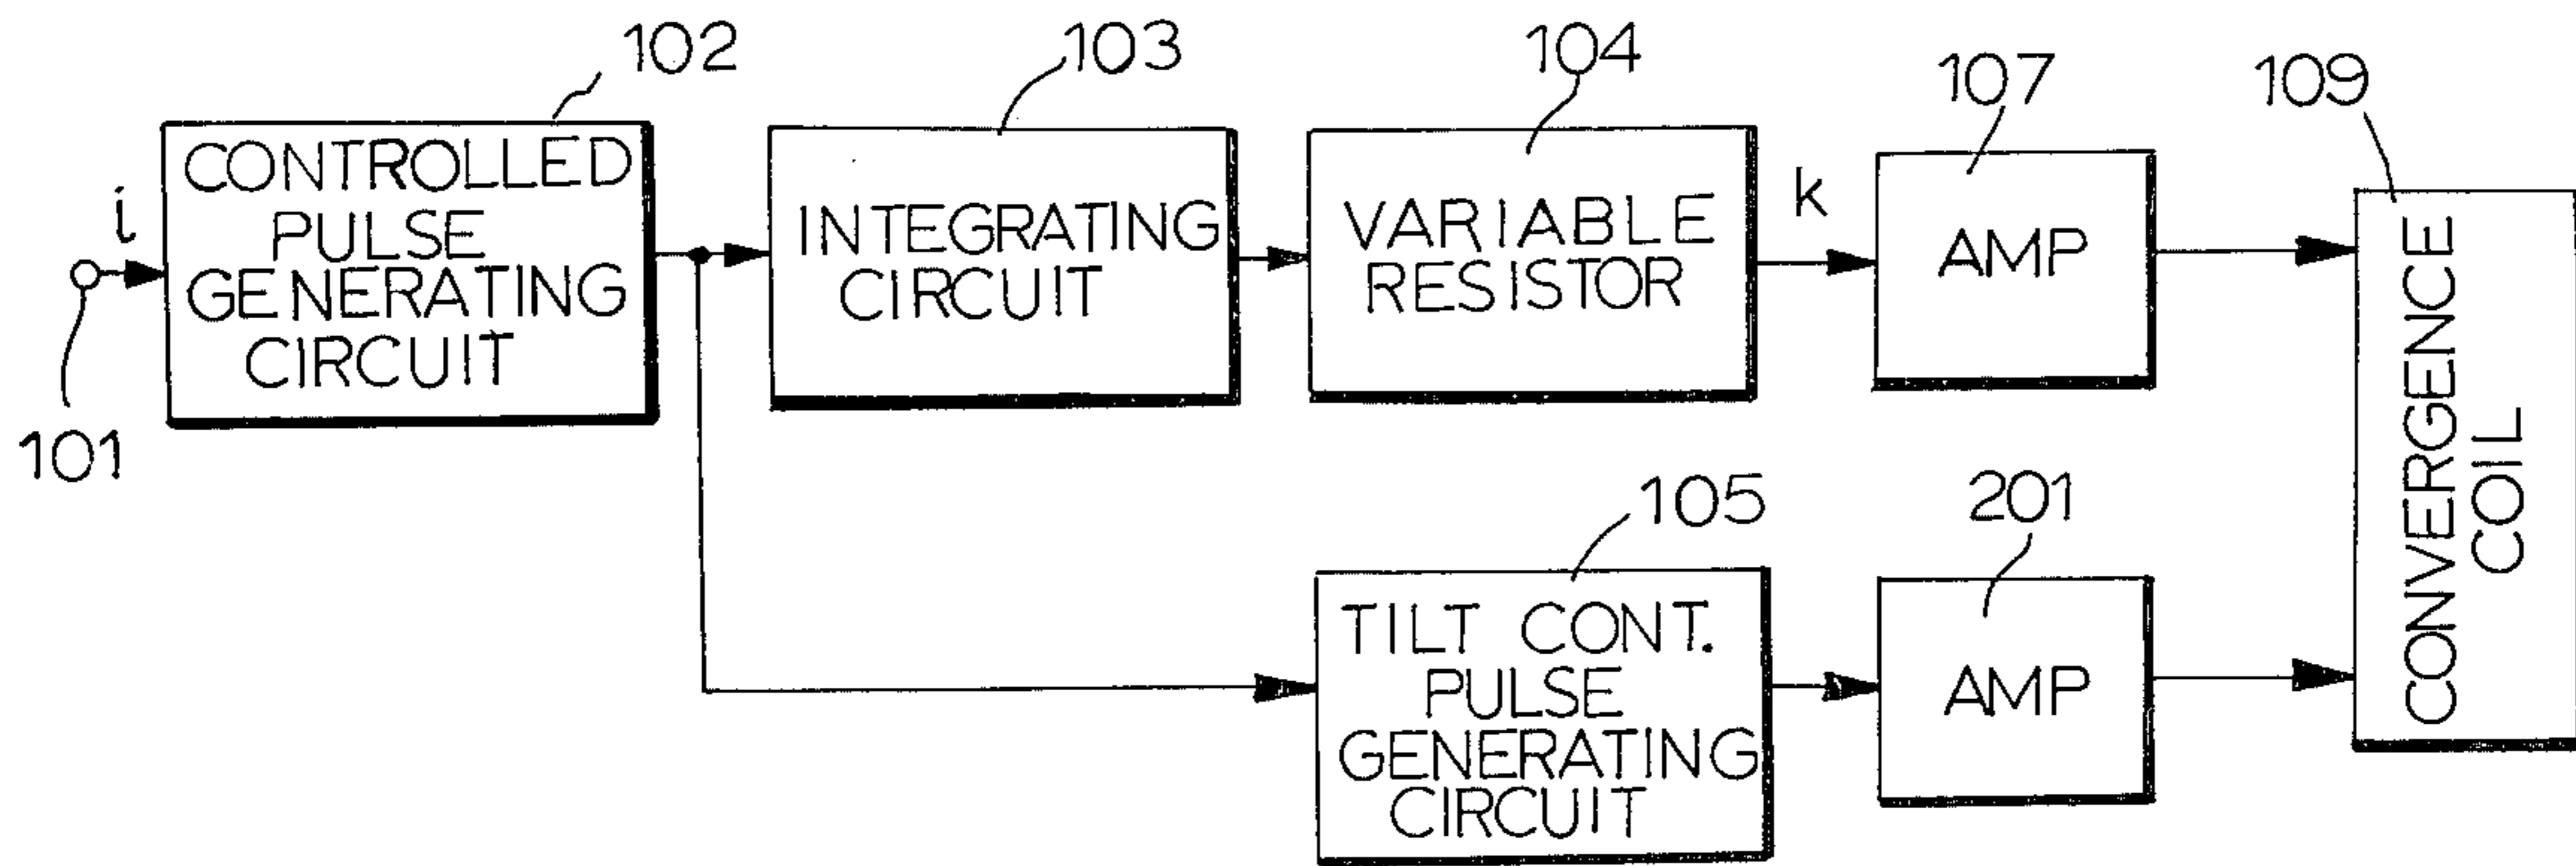 102
103
104
107
109
i
101
CONTROLLED
PULSE
GENERATING
CIRCUIT
INTEGRATING
CIRCUIT
VARIABLE
RESISTOR
k
AMP
CONVERGENCE
COIL
105
201
TILT CONT.
PULSE
GENERATING
CIRCUIT
AMP